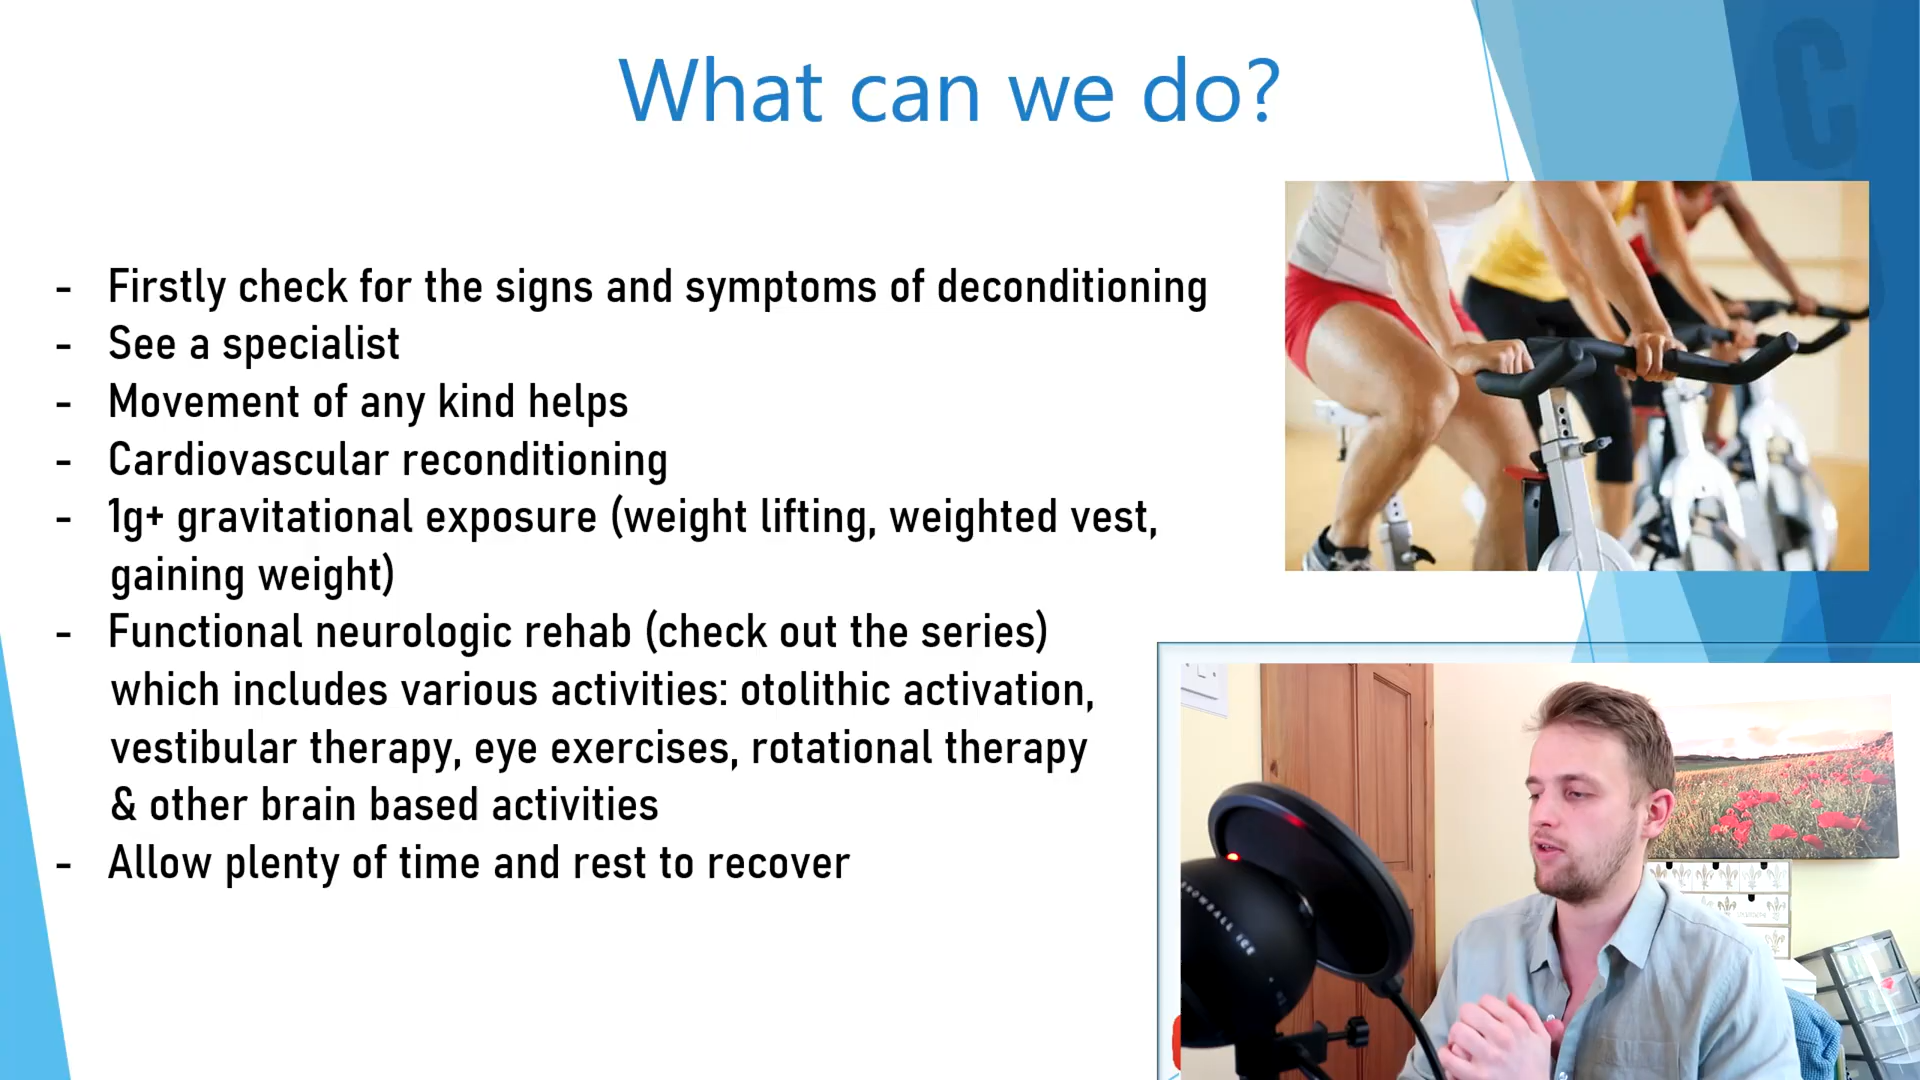 What can we do?
- Firstly check for the signs and symptoms of deconditioning
- See a specialist
- Movement of any kind helps
- Cardiovascular reconditioning
- 1g+ gravitational exposure (weight lifting, weighted vest,
gaining weight)
- Functional neurologic rehab (check out the series)
which includes various activities: otolithic activation,
vestibular therapy, eye exercises, rotational therapy
& other brain based activities
- Allow plenty of time and rest to recover
C
SNOWBALL ICE